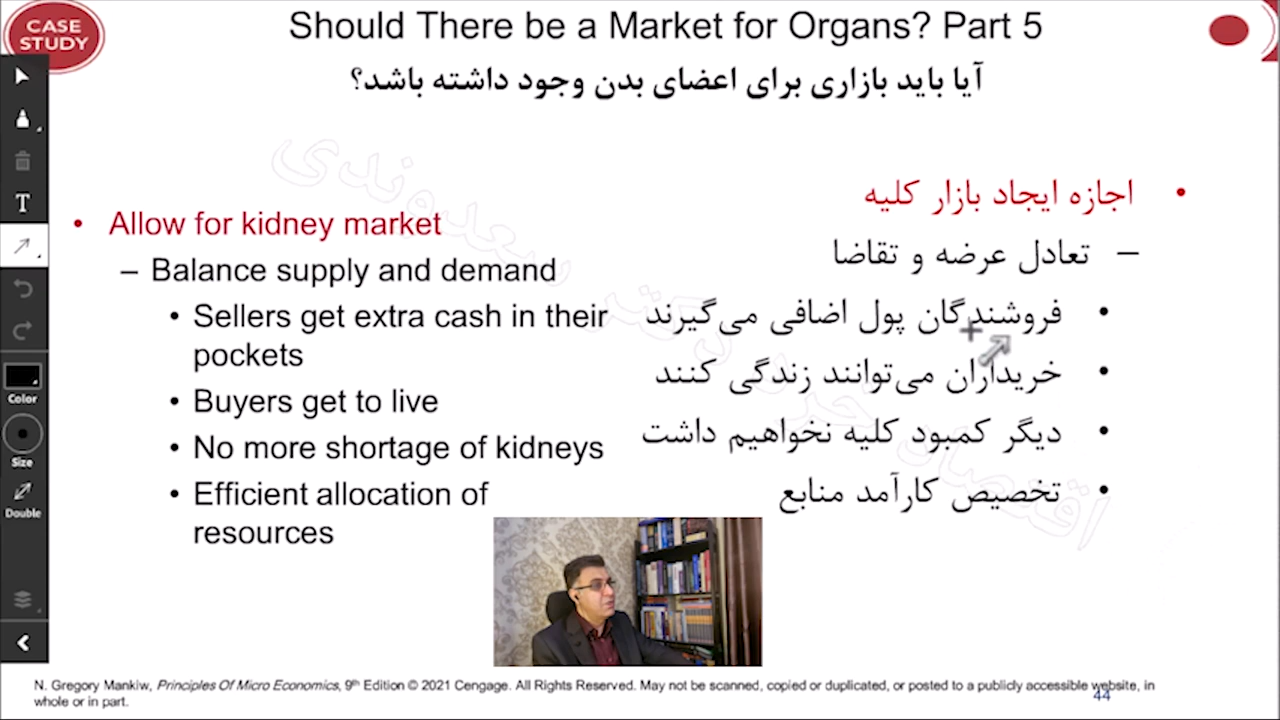 CASE
STUDY
Should There be a Market for Organs? Part 5
آیا باید بازاری برای اعضای بدن وجود داشته باشد؟
• Allow for kidney market
– Balance supply and demand
• Sellers get extra cash in their
pockets
• Buyers get to live
• No more shortage of kidneys
• Efficient allocation of
resources
• اجازه ایجاد بازار کلیه
– تعادل عرضه و تقاضا
• فروشندگان پول اضافی می‌گیرند
• خریداران می‌توانند زندگی کنند
• دیگر کمبود کلیه نخواهیم داشت
• تخصیص کارآمد منابع
اقتصاد خرد دکتر سعدوندی
T
Color
Size
Double
N. Gregory Mankiw, Principles Of Micro Economics, 9th Edition © 2021 Cengage. All Rights Reserved. May not be scanned, copied or duplicated, or posted to a publicly accessible website, in
whole or in part.
44